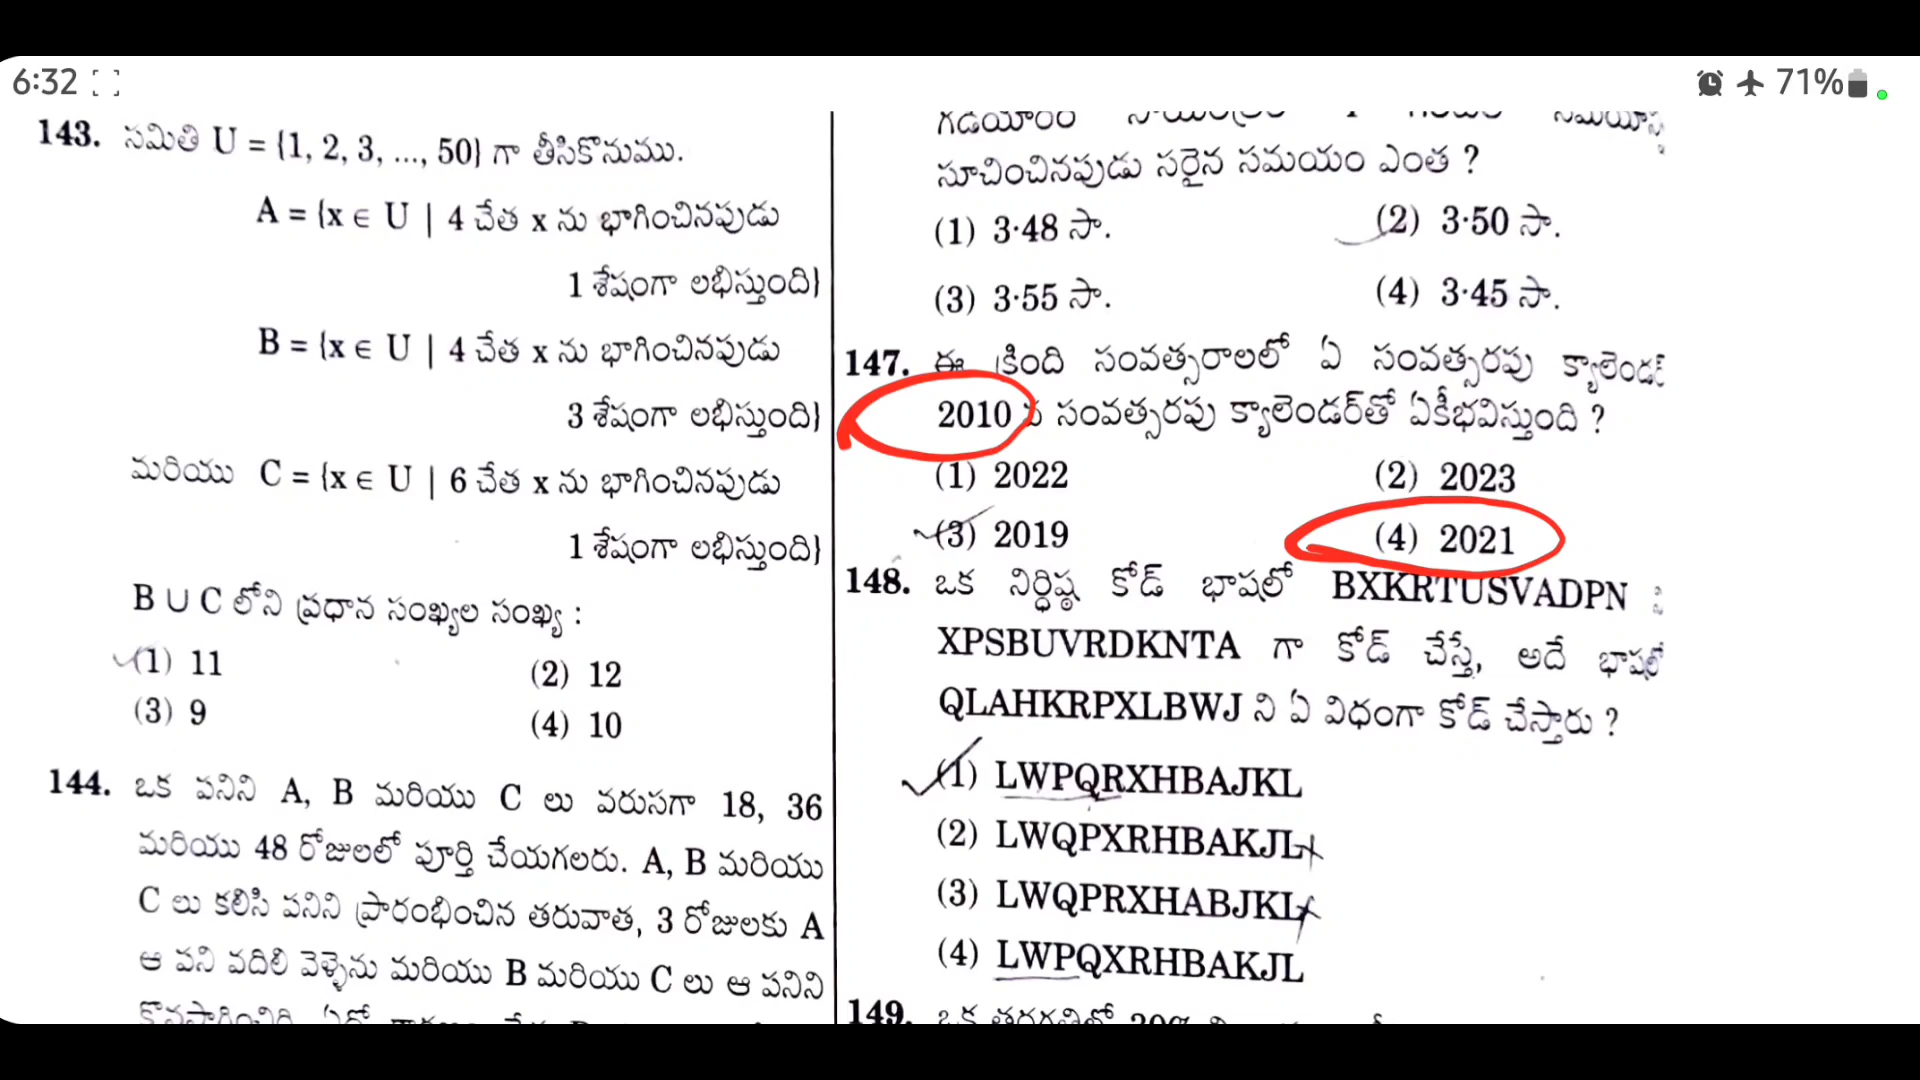 6:32
71%
143. సమితి U = {1, 2, 3, ..., 50} గా తీసికొనుము.
A = {x ∈ U | 4 చేత x ను భాగించినపుడు
1 శేషంగా లభిస్తుంది}
B = {x ∈ U | 4 చేత x ను భాగించినపుడు
3 శేషంగా లభిస్తుంది}
మరియు C = {x ∈ U | 6 చేత x ను భాగించినపుడు
1 శేషంగా లభిస్తుంది}
B ∪ C లోని ప్రధాన సంఖ్యల సంఖ్య :
(1) 11 (2) 12
(3) 9 (4) 10
144. ఒక పనిని A, B మరియు C లు వరుసగా 18, 36
మరియు 48 రోజులలో పూర్తి చేయగలరు. A, B మరియు
C లు కలిసి పనిని ప్రారంభించిన తరువాత, 3 రోజులకు A
ఆ పని వదిలి వెళ్ళెను మరియు B మరియు C లు ఆ పనిని
సూచించినపుడు సరైన సమయం ఎంత ?
(1) 3·48 సా. (2) 3·50 సా.
(3) 3·55 సా. (4) 3·45 సా.
147. ఈ క్రింది సంవత్సరాలలో ఏ సంవత్సరపు క్యాలెండర్
2010 వ సంవత్సరపు క్యాలెండర్‌తో ఏకీభవిస్తుంది ?
(1) 2022 (2) 2023
(3) 2019 (4) 2021
148. ఒక నిర్ధిష్ఠ కోడ్ భాషలో BXKRTUSVADPN ని
XPSBUVRDKNTA గా కోడ్ చేస్తే, అదే భాషలో
QLAHKRPXLBWJ ని ఏ విధంగా కోడ్ చేస్తారు ?
(1) LWPQRXHBAJKL
(2) LWQPXRHBAKJL
(3) LWQPRXHABJKL
(4) LWPQXRHBAKJL
149. ఒక తరగతిలో